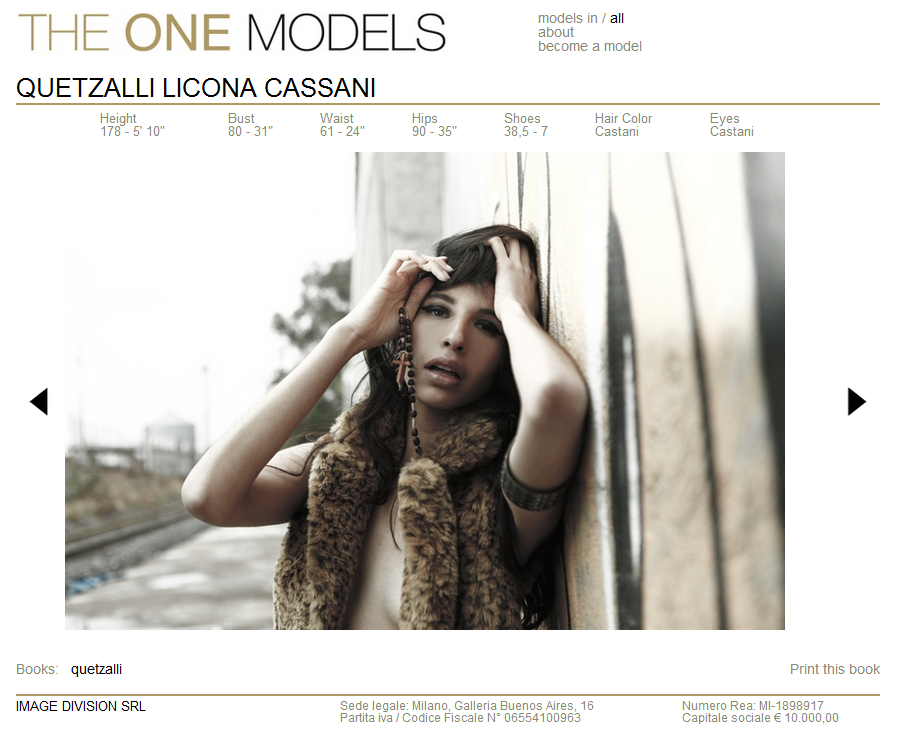 THE ONE MODELS
models in / all
about
become a model
QUETZALLI LICONA CASSANI
Height Bust Waist Hips Shoes Hair Color Eyes
178 - 5' 10" 80 - 31" 61 - 24" 90 - 35" 38,5 - 7 Castani Castani
Books: quetzalli Print this book
IMAGE DIVISION SRL Sede legale: Milano, Galleria Buenos Aires, 16 Numero Rea: MI-1898917
Partita iva / Codice Fiscale N° 06554100963 Capitale sociale € 10.000,00